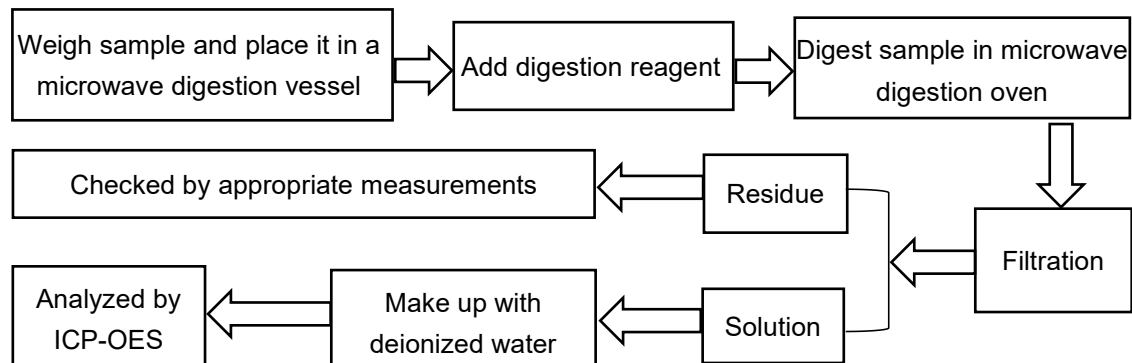 Weigh sample and place it in a
microwave digestion vessel
Add digestion reagent
Digest sample in microwave
digestion oven
Filtration
Residue
Checked by appropriate measurements
Solution
Make up with
deionized water
Analyzed by
ICP-OES